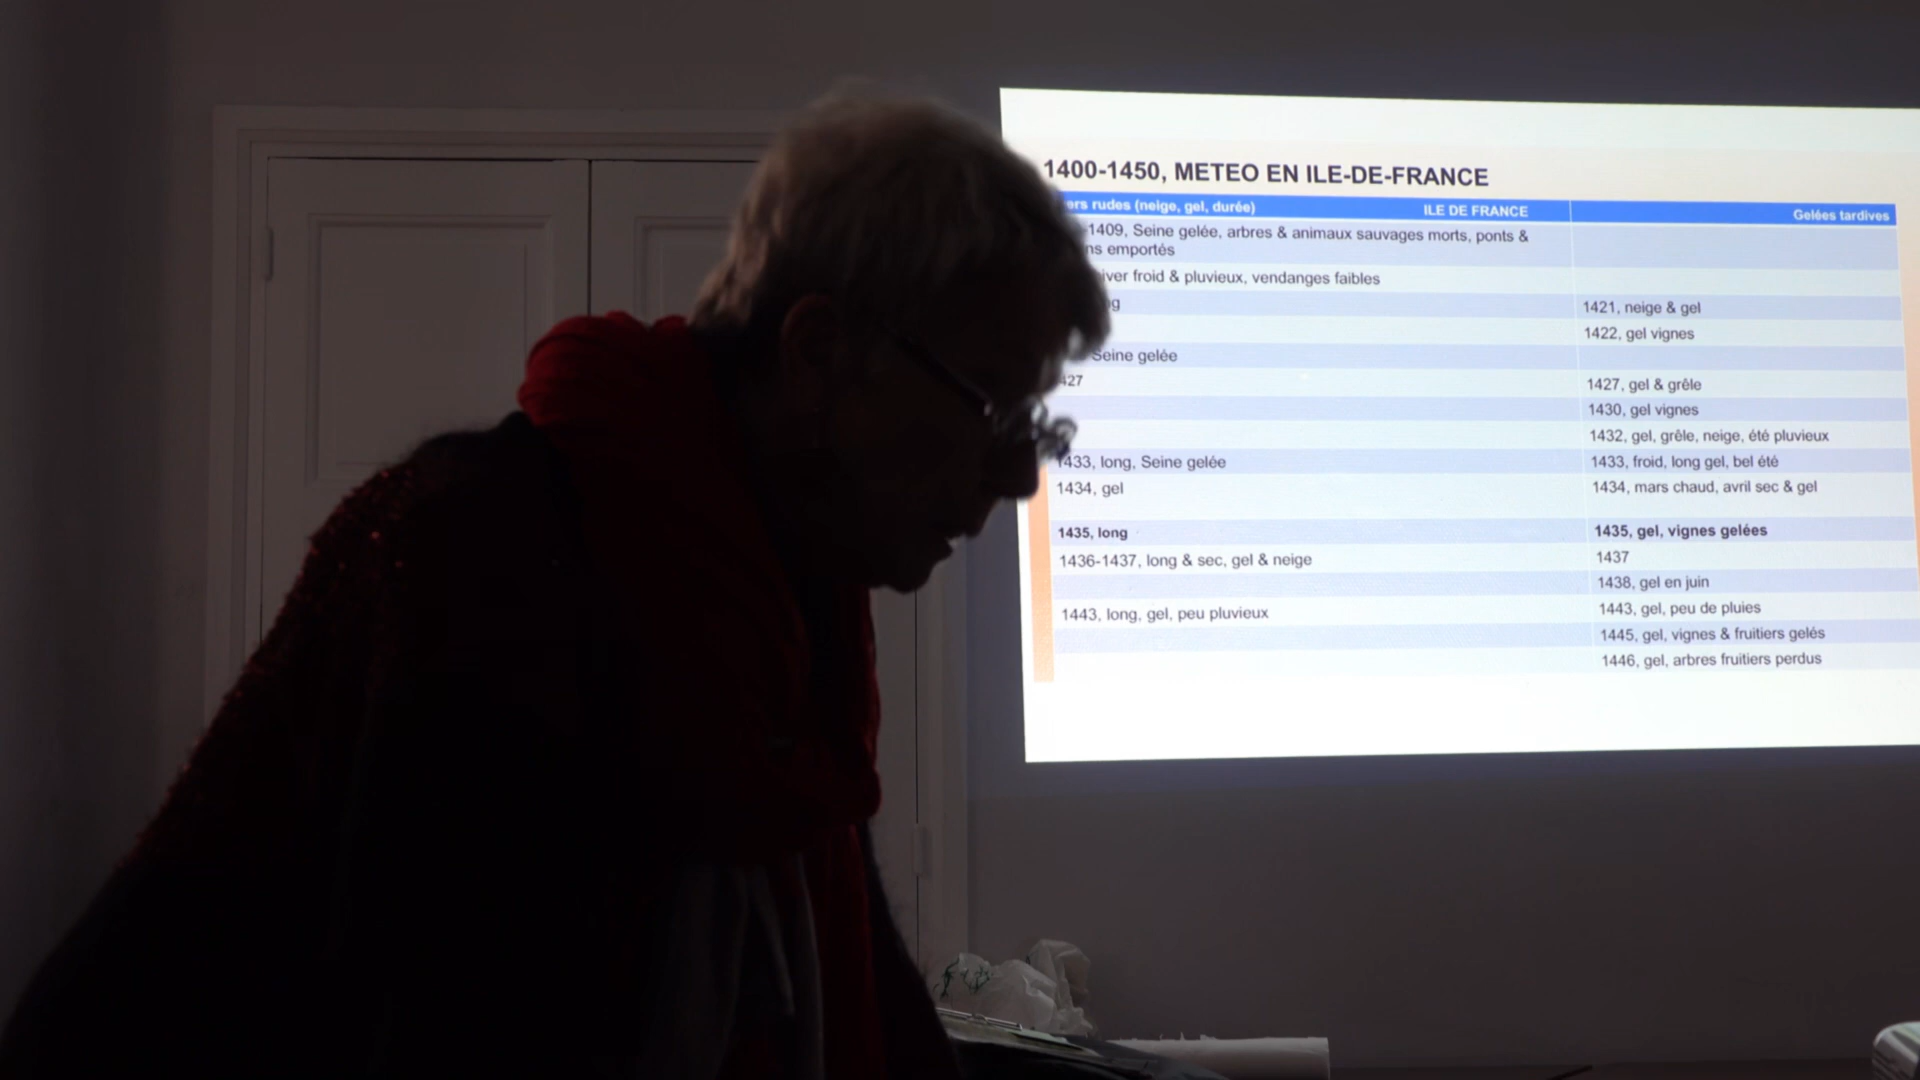 1400-1450, METEO EN ILE-DE-FRANCE
rudes (neige, gel, durée) ILE DE FRANCE Gelées tardives
1409, Seine gelée, arbres & animaux sauvages morts, ponts &
emportés
froid & pluvieux, vendanges faibles
1421, neige & gel
1422, gel vignes
Seine gelée
1427, gel & grêle
1430, gel vignes
1432, gel, grêle, neige, été pluvieux
1433, long, Seine gelée 1433, froid, long gel, bel été
1434, gel 1434, mars chaud, avril sec & gel
1435, long 1435, gel, vignes gelées
1436-1437, long & sec, gel & neige 1437
1438, gel en juin
1443, long, gel, peu pluvieux 1443, gel, peu de pluies
1445, gel, vignes & fruitiers gelés
1446, gel, arbres fruitiers perdus